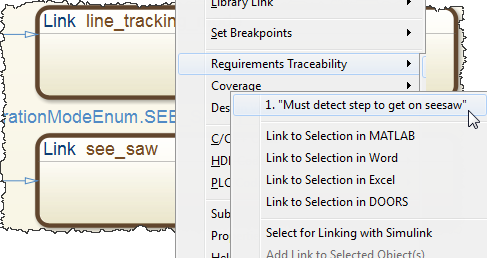 Link line_trackin
rationModeEnum.SEE
Link see_saw
Library Link
Set Breakpoints
Requirements Traceability
Coverage
Des
C/C
HDL
PLC
Sub
Pro
Hel
1. "Must detect step to get on seesaw"
Link to Selection in MATLAB
Link to Selection in Word
Link to Selection in Excel
Link to Selection in DOORS
Select for Linking with Simulink
Add Link to Selected Object(s)